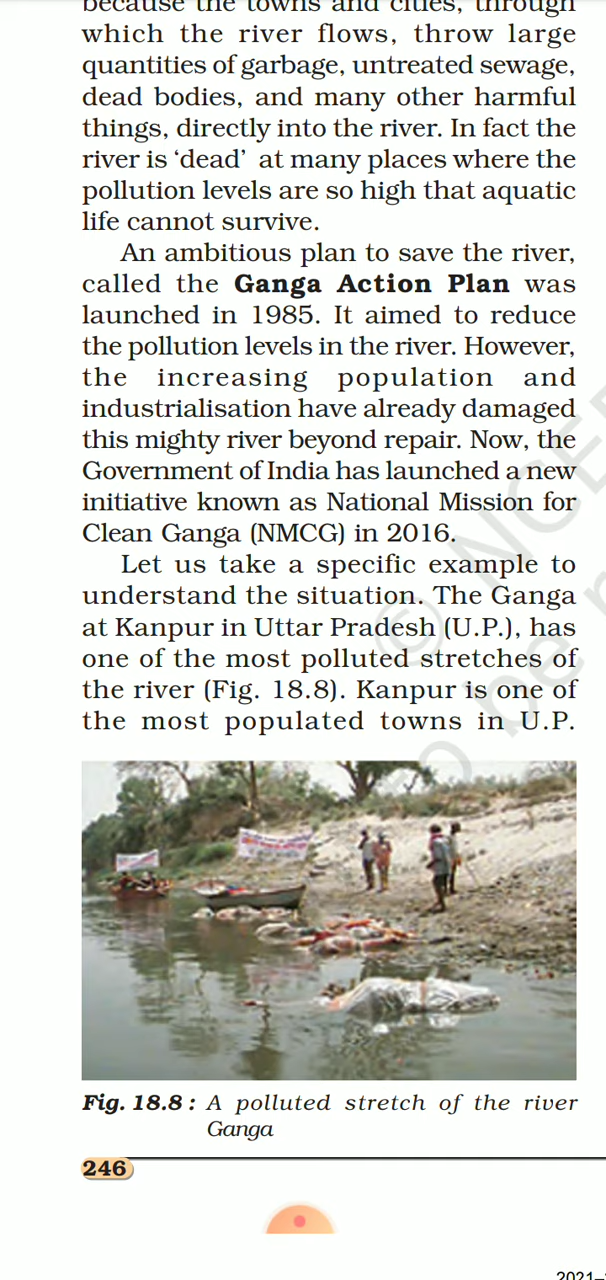 because the towns and cities, through
which the river flows, throw large
quantities of garbage, untreated sewage,
dead bodies, and many other harmful
things, directly into the river. In fact the
river is ‘dead’ at many places where the
pollution levels are so high that aquatic
life cannot survive.
An ambitious plan to save the river,
called the Ganga Action Plan was
launched in 1985. It aimed to reduce
the pollution levels in the river. However,
the increasing population and
industrialisation have already damaged
this mighty river beyond repair. Now, the
Government of India has launched a new
initiative known as National Mission for
Clean Ganga (NMCG) in 2016.
Let us take a specific example to
understand the situation. The Ganga
at Kanpur in Uttar Pradesh (U.P.), has
one of the most polluted stretches of
the river (Fig. 18.8). Kanpur is one of
the most populated towns in U.P.
Fig. 18.8 : A polluted stretch of the river
Ganga
246